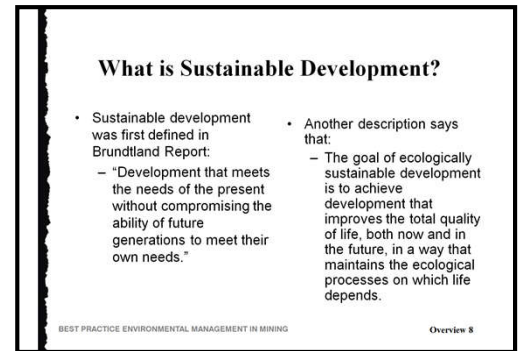 What is Sustainable Development?
• Sustainable development
was first defined in
Brundtland Report:
– “Development that meets
the needs of the present
without compromising the
ability of future
generations to meet their
own needs.”
• Another description says
that:
– The goal of ecologically
sustainable development
is to achieve
development that
improves the total quality
of life, both now and in
the future, in a way that
maintains the ecological
processes on which life
depends.
BEST PRACTICE ENVIRONMENTAL MANAGEMENT IN MINING
Overview 8